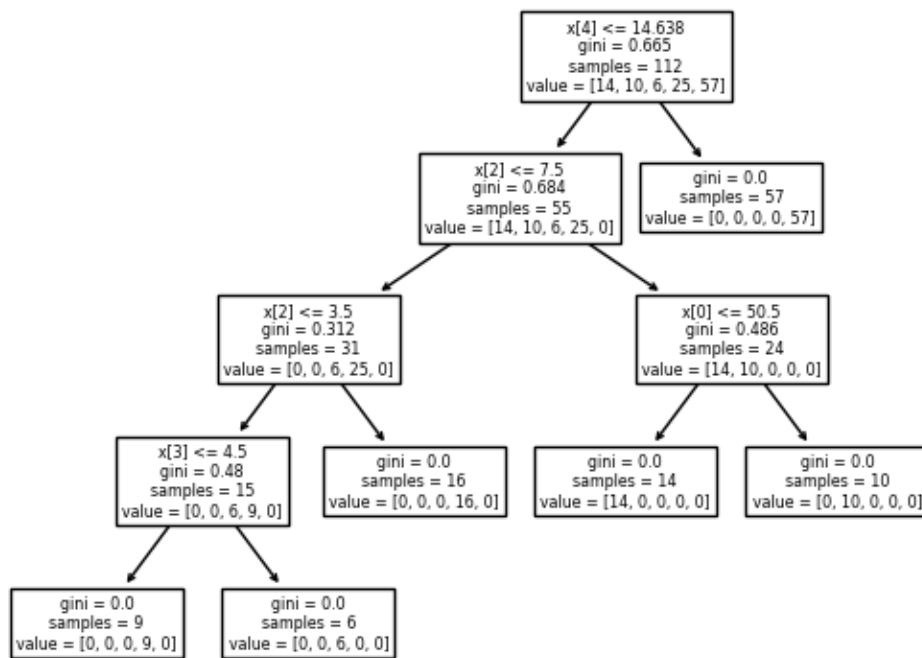 x[4] <= 14.638
gini = 0.665
samples = 112
value = [14, 10, 6, 25, 57]
x[2] <= 7.5
gini = 0.684
samples = 55
value = [14, 10, 6, 25, 0]
gini = 0.0
samples = 57
value = [0, 0, 0, 0, 57]
x[2] <= 3.5
gini = 0.312
samples = 31
value = [0, 0, 6, 25, 0]
x[0] <= 50.5
gini = 0.486
samples = 24
value = [14, 10, 0, 0, 0]
x[3] <= 4.5
gini = 0.48
samples = 15
value = [0, 0, 6, 9, 0]
gini = 0.0
samples = 16
value = [0, 0, 0, 16, 0]
gini = 0.0
samples = 14
value = [14, 0, 0, 0, 0]
gini = 0.0
samples = 10
value = [0, 10, 0, 0, 0]
gini = 0.0
samples = 9
value = [0, 0, 0, 9, 0]
gini = 0.0
samples = 6
value = [0, 0, 6, 0, 0]